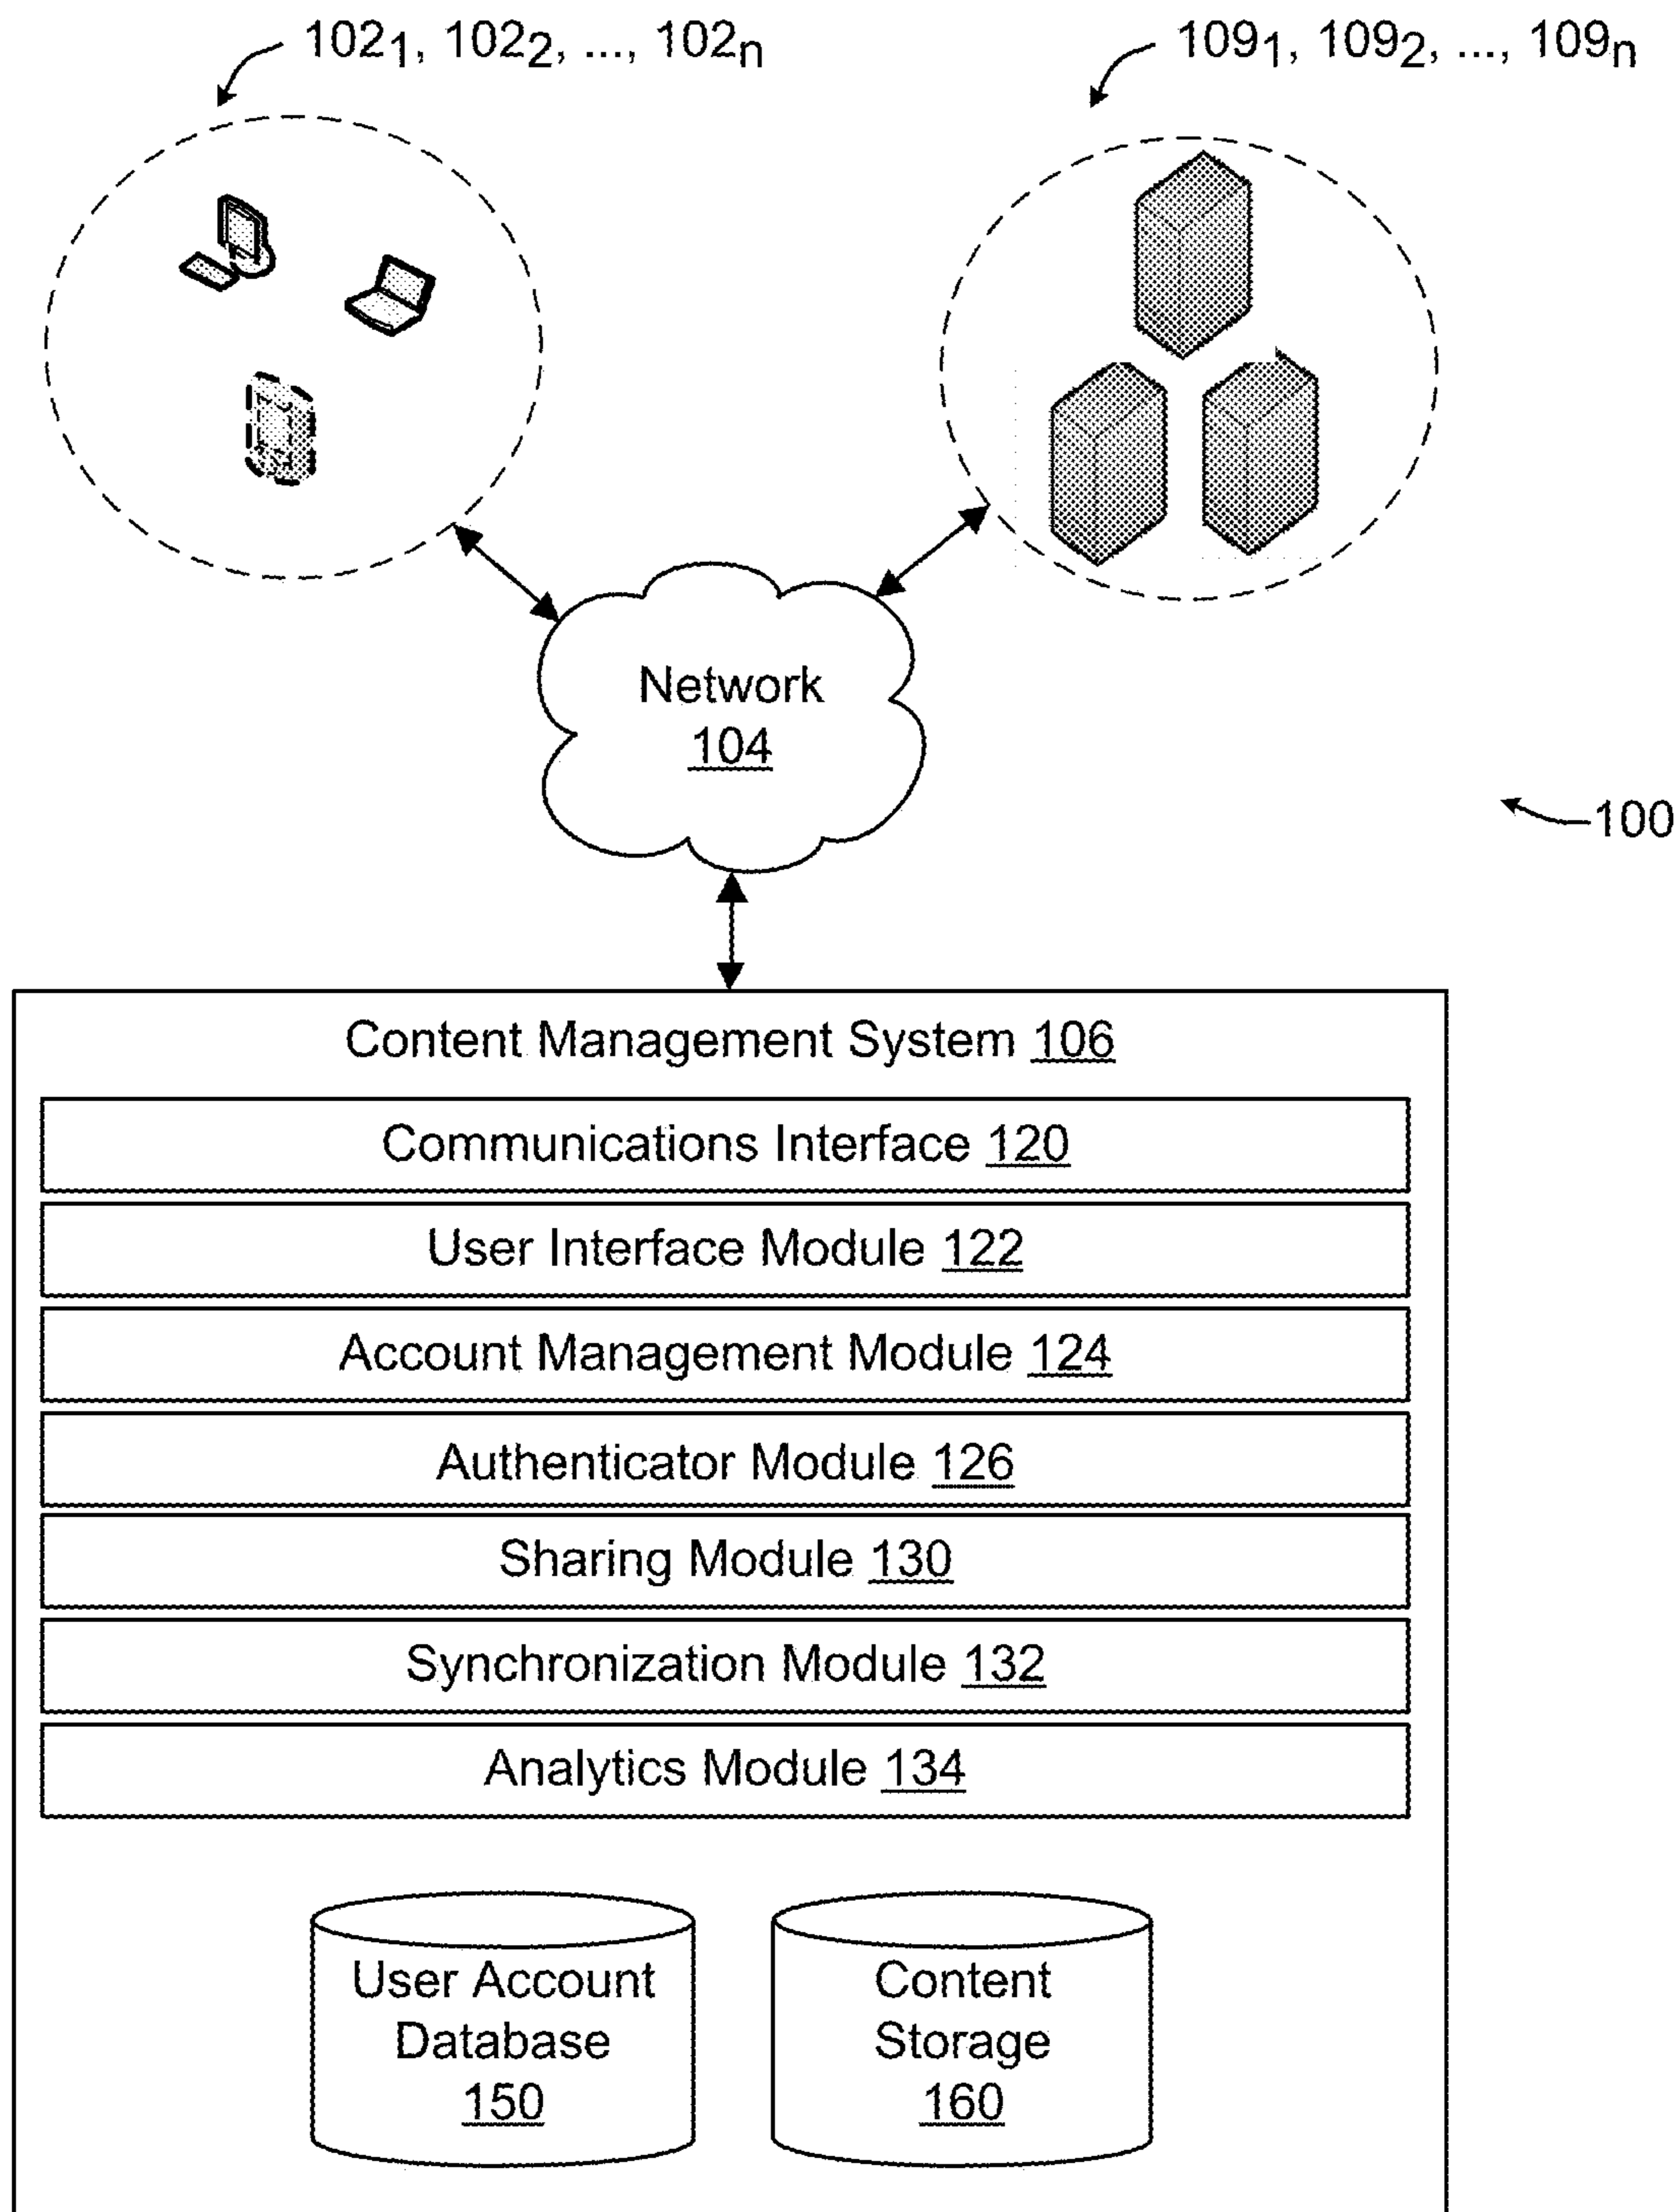 102₁, 102₂, ..., 102ₙ
109₁, 109₂, ..., 109ₙ
Network
104
100
Content Management System 106
Communications Interface 120
User Interface Module 122
Account Management Module 124
Authenticator Module 126
Sharing Module 130
Synchronization Module 132
Analytics Module 134
User Account
Database
150
Content
Storage
160